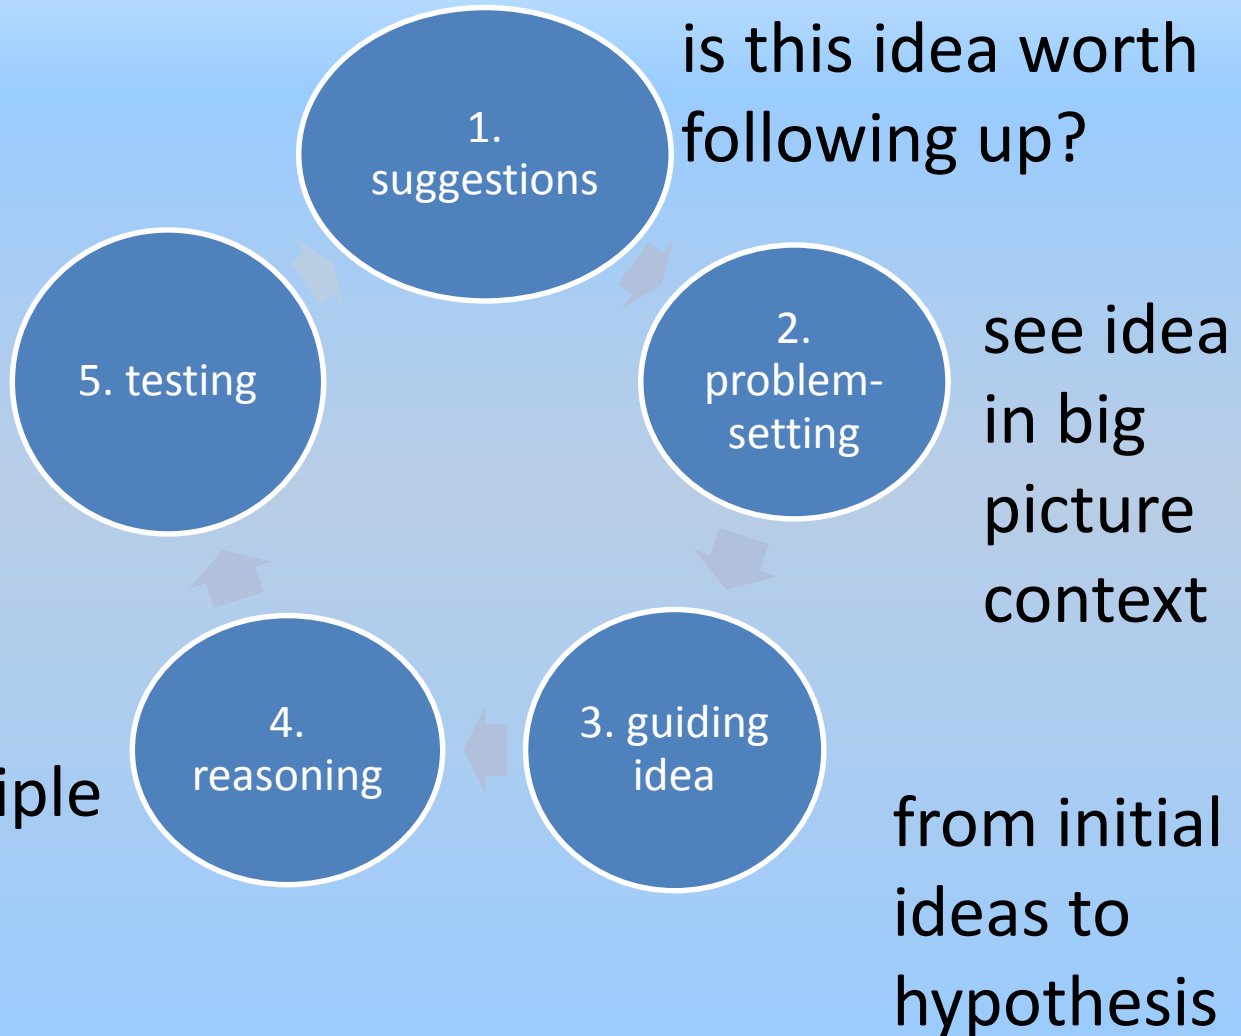 is this idea worth
following up?
1.
suggestions
2.
problem-
setting
see idea
in big
picture
context
3. guiding
idea
from initial
ideas to
hypothesis
4.
reasoning
5. testing